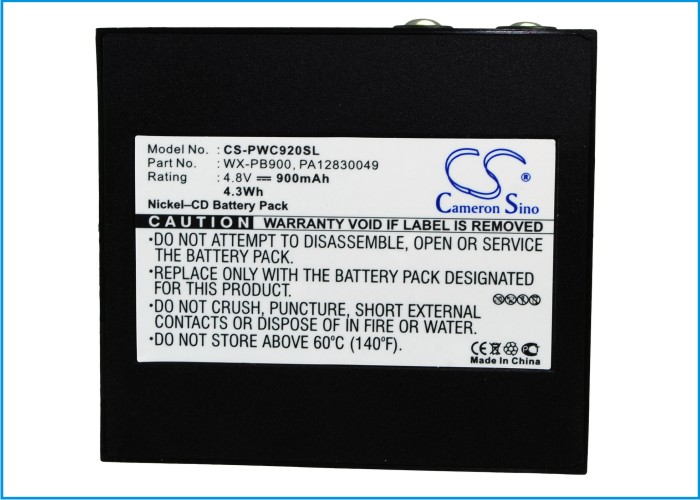 Model No. : CS-PWC920SL
Part No. : WX-PB900, PA12830049
Rating : 4.8V 900mAh
4.3Wh
Nickel–CD Battery Pack
CS ®
Cameron Sino
CAUTION WARRANTY VOID IF LABEL IS REMOVED
•DO NOT ATTEMPT TO DISASSEMBLE, OPEN OR SERVICE
THE BATTERY PACK.
•REPLACE ONLY WITH THE BATTERY PACK DESIGNED
FOR THIS PRODUCT.
•DO NOT CRUSH, PUNCTURE, SHORT EXTERNAL
CONTACTS OR DISPOSE OF IN FIRE OR WATER.
•DO NOT STORE ABOVE 60°C (140°F)
CE
Made In China